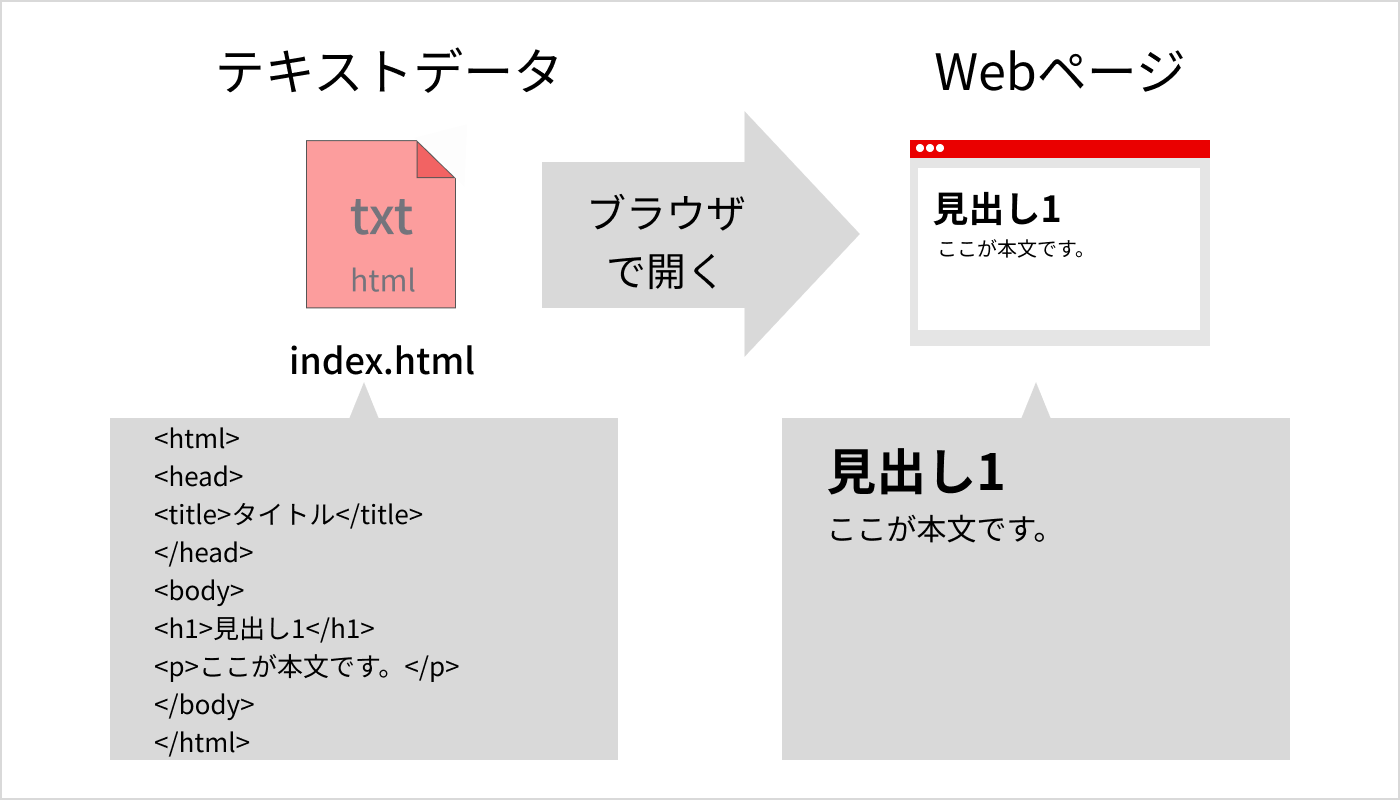 テキストデータ
Webページ
txt
html
ブラウザ
で開く
見出し1
ここが本文です。
index.html
<html>
<head>
<title>タイトル</title>
</head>
<body>
<h1>見出し1</h1>
<p>ここが本文です。</p>
</body>
</html>
見出し1
ここが本文です。